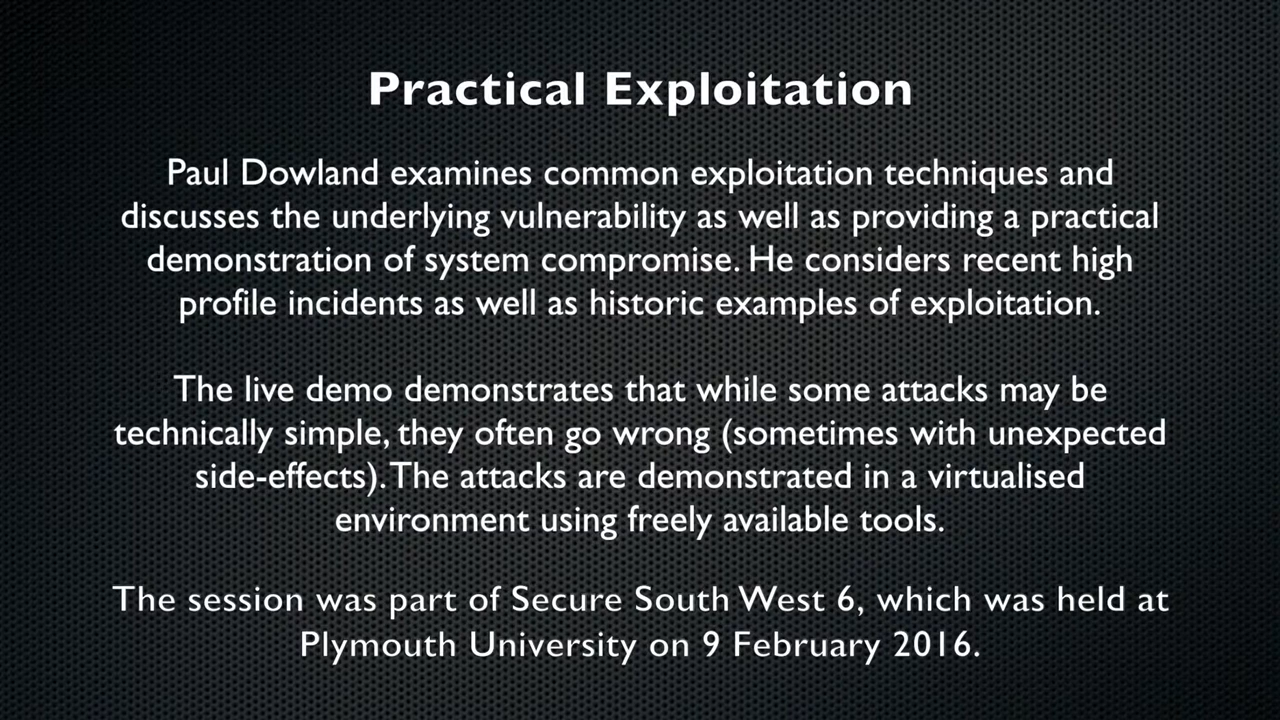 Practical Exploitation
Paul Dowland examines common exploitation techniques and
discusses the underlying vulnerability as well as providing a practical
demonstration of system compromise. He considers recent high
profile incidents as well as historic examples of exploitation.
The live demo demonstrates that while some attacks may be
technically simple, they often go wrong (sometimes with unexpected
side-effects). The attacks are demonstrated in a virtualised
environment using freely available tools.
The session was part of Secure South West 6, which was held at
Plymouth University on 9 February 2016.